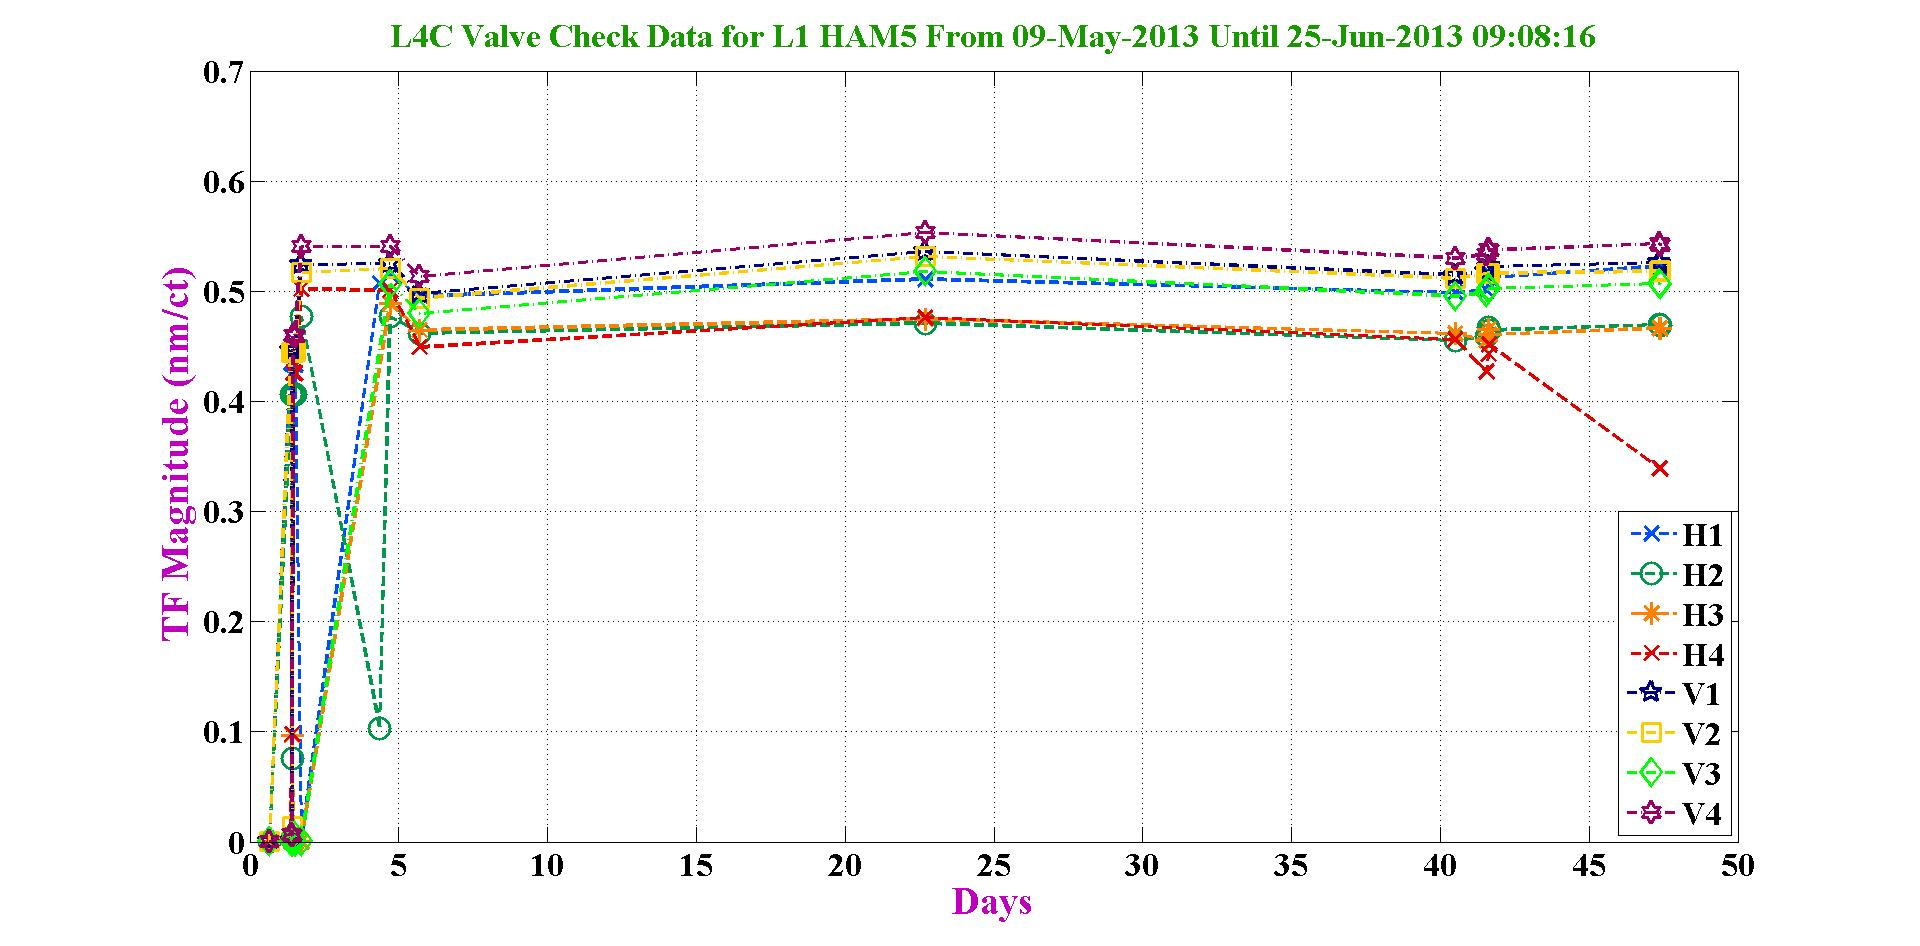 L4C Valve Check Data for L1 HAM5 From 09-May-2013 Until 25-Jun-2013 09:08:16
0.7
0.6
0.5
0.4
0.3
0.2
0.1
0
TF Magnitude (nm/ct)
H1
H2
H3
H4
V1
V2
V3
V4
0 5 10 15 20 25 30 35 40 45 50
Days